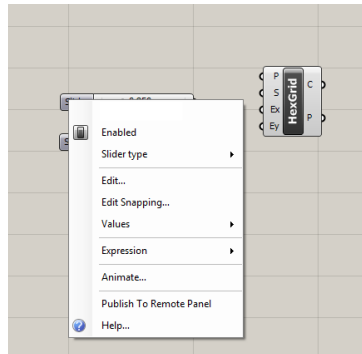 P
S
Ex
Ey
HexGrid
C
P
Enabled
Slider type
Edit...
Edit Snapping...
Values
Expression
Animate...
Publish To Remote Panel
Help...